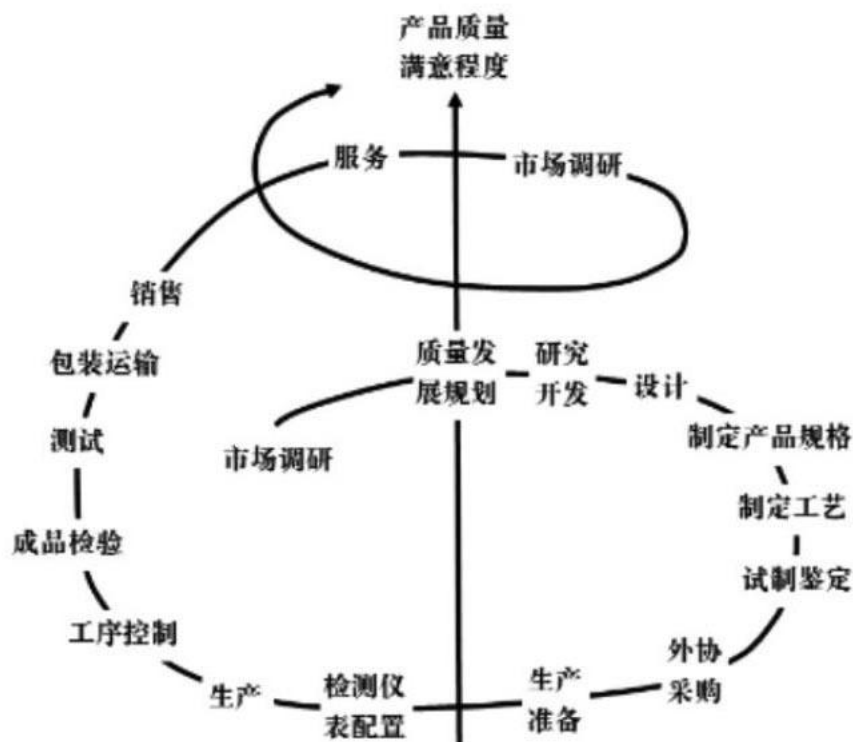 产品质量
满意程度
服务
市场调研
销售
包装运输
测试
成品检验
工序控制
生产
检测仪
表配置
生产
准备
外协
采购
试制鉴定
制定工艺
制定产品规格
设计
研究
开发
质量发
展规划
市场调研